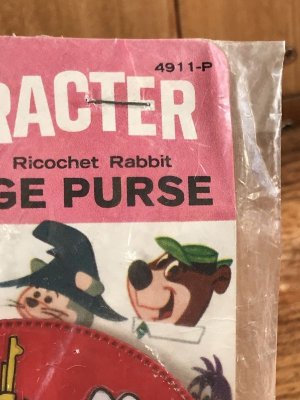 4911-P
RACTER
Ricochet Rabbit
GE PURSE